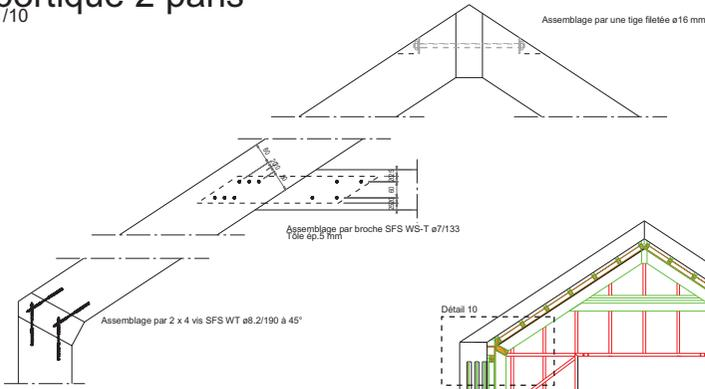 portique 2 pans
/10
Assemblage par une tige filetée ø16 mm
Assemblage par broche SFS WS-T ø7/133
Tôle ép.5 mm
Assemblage par 2 x 4 vis SFS WT ø8.2/190 à 45°
Détail 10